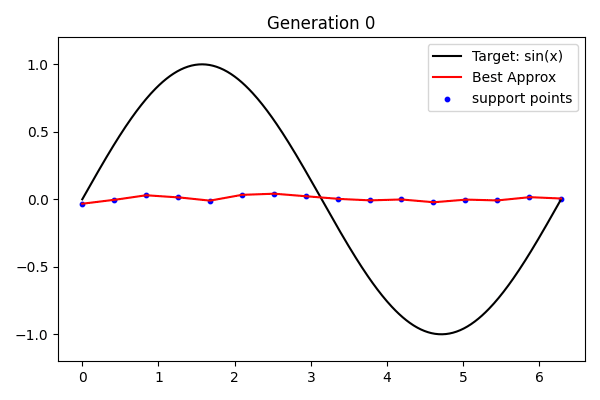 Generation 0
Target: sin(x)
Best Approx
support points
1.0
0.5
0.0
−0.5
−1.0
0 1 2 3 4 5 6